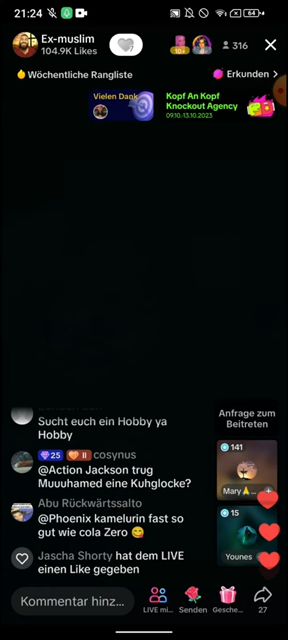 21:24
64
Ex-muslim
104.9K Likes
10+
316
Wöchentliche Rangliste
Erkunden >
Vielen Dank
Kopf An Kopf
Knockout Agency
09.10.-13.10.2023
Sucht euch ein Hobby ya
Hobby
25 II cosynus
@Action Jackson trug
Muuuhamed eine Kuhglocke?
Abu Rückwärtssalto
@Phoenix kamelurin fast so
gut wie cola Zero 😋
Jascha Shorty hat dem LIVE
einen Like gegeben
Anfrage zum
Beitreten
141
Mary
15
Younes
Kommentar hinz...
LIVE mi...
Senden
Gesche...
27